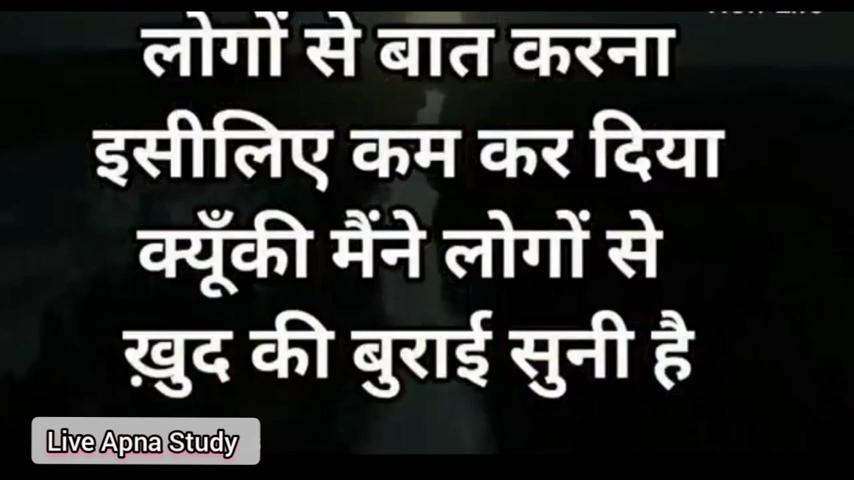 लोगों से बात करना
इसीलिए कम कर दिया
क्यूँकी मैंने लोगों से
ख़ुद की बुराई सुनी है
Live Apna Study